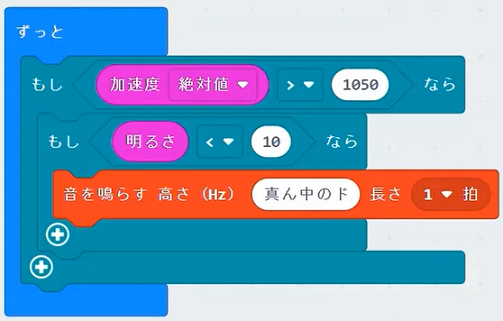 ずっと
もし 加速度 絶対値 > 1050 なら
もし 明るさ < 10 なら
音を鳴らす 高さ (Hz) 真ん中のド 長さ 1 拍